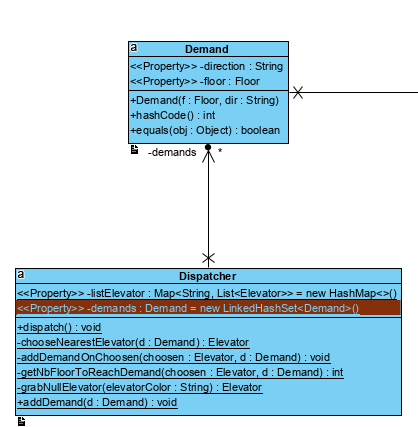 a
Demand
<<Property>> -direction : String
<<Property>> -floor : Floor
+Demand(f : Floor, dir : String)
+hashCode() : int
+equals(obj : Object) : boolean
-demands *
a
Dispatcher
<<Property>> -listElevator : Map<String, List<Elevator>> = new HashMap<>()
<<Property>> -demands : Demand = new LinkedHashSet<Demand>()
+dispatch() : void
-chooseNearestElevator(d : Demand) : Elevator
-addDemandOnChoosen(choosen : Elevator, d : Demand) : void
-getNbFloorToReachDemand(choosen : Elevator, d : Demand) : int
-grabNullElevator(elevatorColor : String) : Elevator
+addDemand(d : Demand) : void